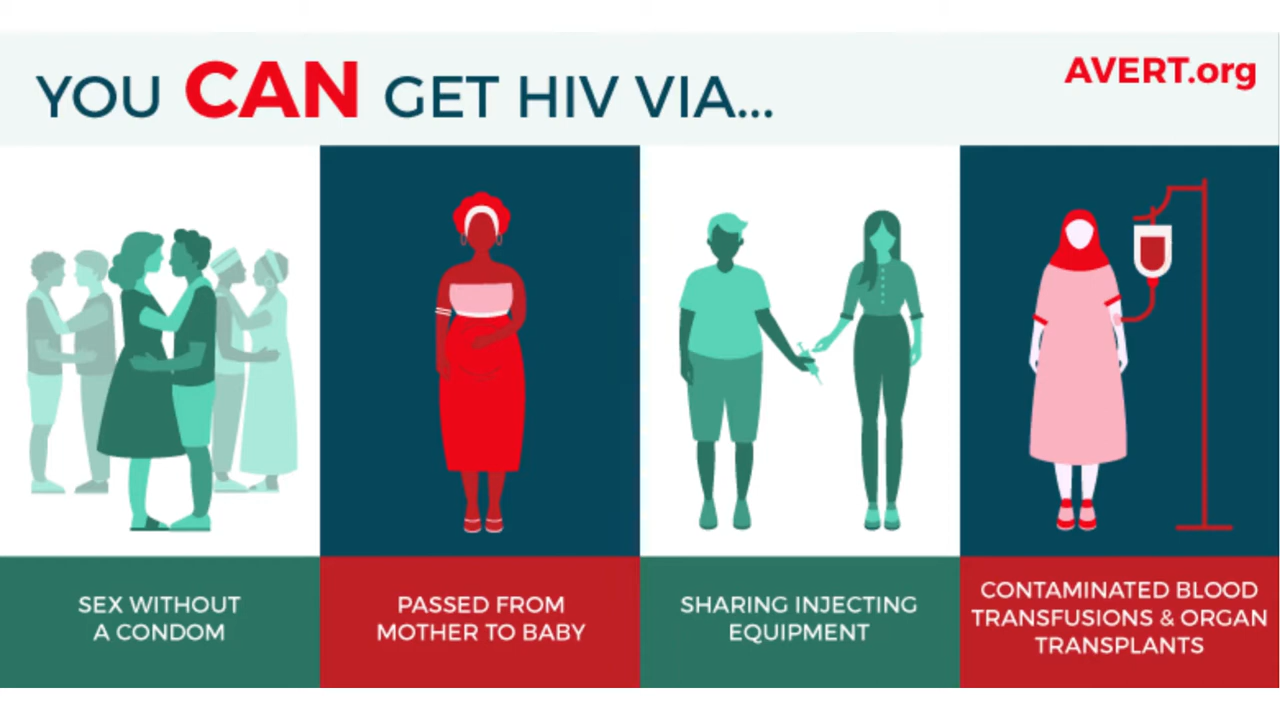 YOU CAN GET HIV VIA...
AVERT.org
SEX WITHOUT
A CONDOM
PASSED FROM
MOTHER TO BABY
SHARING INJECTING
EQUIPMENT
CONTAMINATED BLOOD
TRANSFUSIONS & ORGAN
TRANSPLANTS